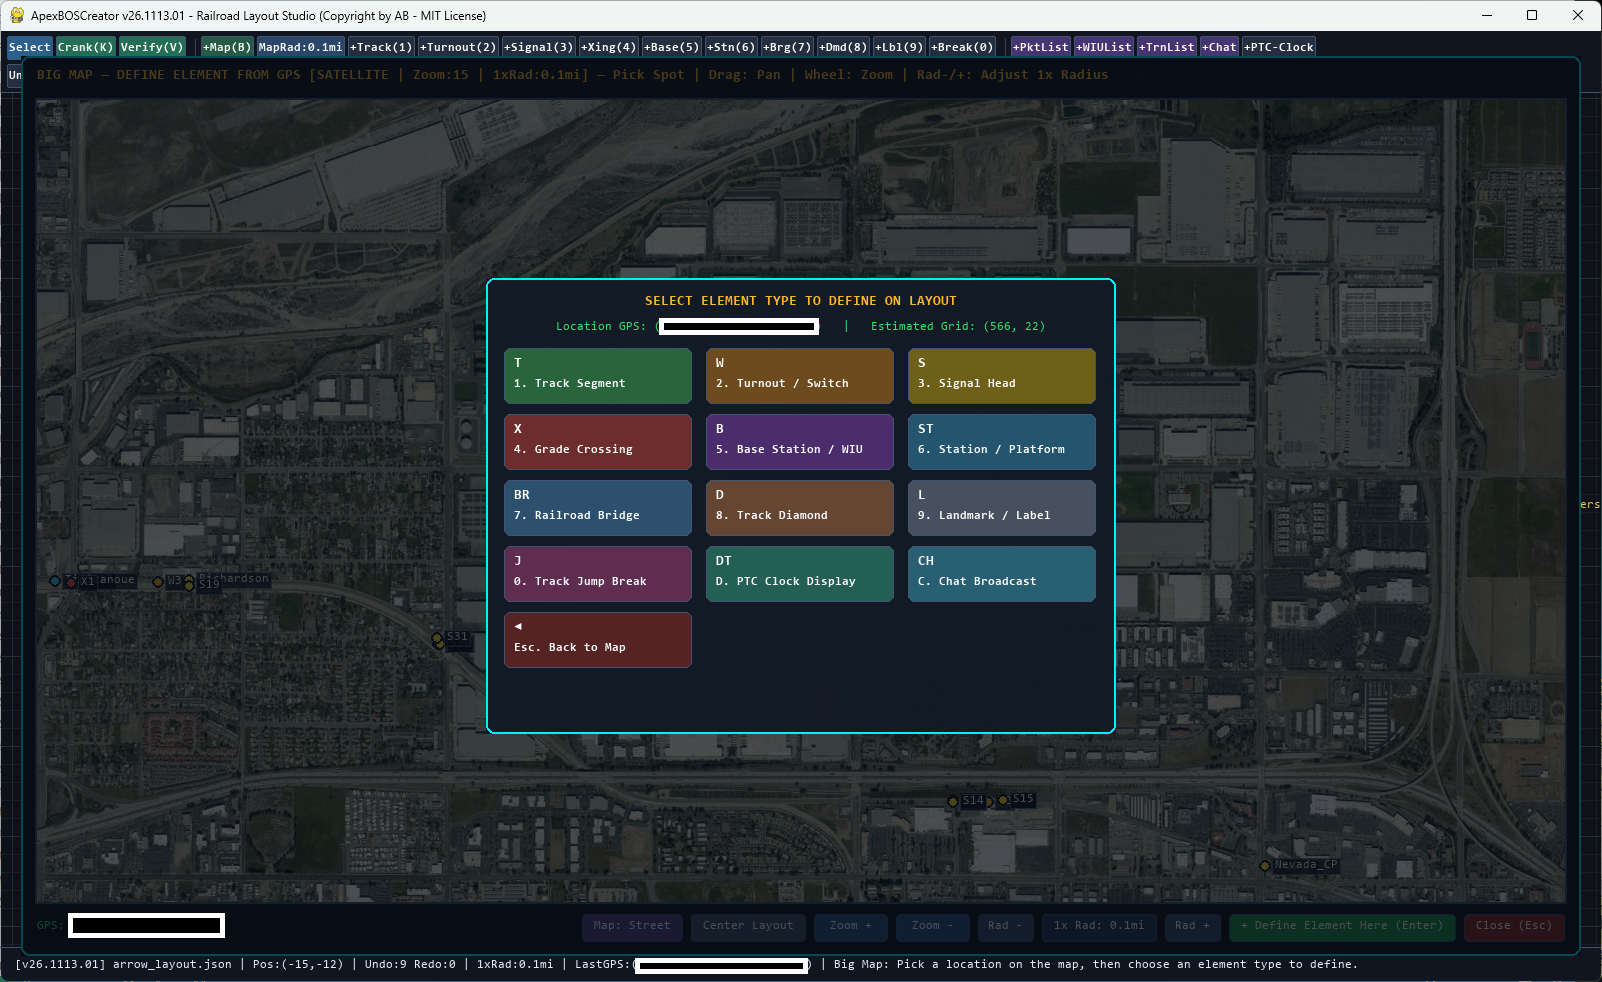 ApexBOSCreator v26.1113.01 - Railroad Layout Studio (Copyright by AB - MIT License)
Select Crank(K) Verify(V) | +Map(B) MapRad:0.1mi +Track(1) +Turnout(2) +Signal(3) +Xing(4) +Base(5) +Stn(6) +Brg(7) +Dmd(8) +Lbl(9) +Break(0) | +PktList +WIUList +TrnList +Chat +PTC-Clock
Un
BIG MAP — DEFINE ELEMENT FROM GPS [SATELLITE | Zoom:15 | 1xRad:0.1mi] — Pick Spot | Drag: Pan | Wheel: Zoom | Rad-/+: Adjust 1x Radius
SELECT ELEMENT TYPE TO DEFINE ON LAYOUT
Location GPS: ( | Estimated Grid: (566, 22)
T
1. Track Segment
W
2. Turnout / Switch
S
3. Signal Head
X
4. Grade Crossing
B
5. Base Station / WIU
ST
6. Station / Platform
BR
7. Railroad Bridge
D
8. Track Diamond
L
9. Landmark / Label
J
0. Track Jump Break
DT
D. PTC Clock Display
CH
C. Chat Broadcast
◄
Esc. Back to Map
ers
X1 W3 Richardson
S19
S31
S14 S15
Nevada_CP
GPS: Map: Street Center Layout Zoom + Zoom - Rad - 1x Rad: 0.1mi Rad + + Define Element Here (Enter) Close (Esc)
[v26.1113.01] arrow_layout.json | Pos:(-15,-12) | Undo:9 Redo:0 | 1xRad:0.1mi | LastGPS:( ) | Big Map: Pick a location on the map, then choose an element type to define.